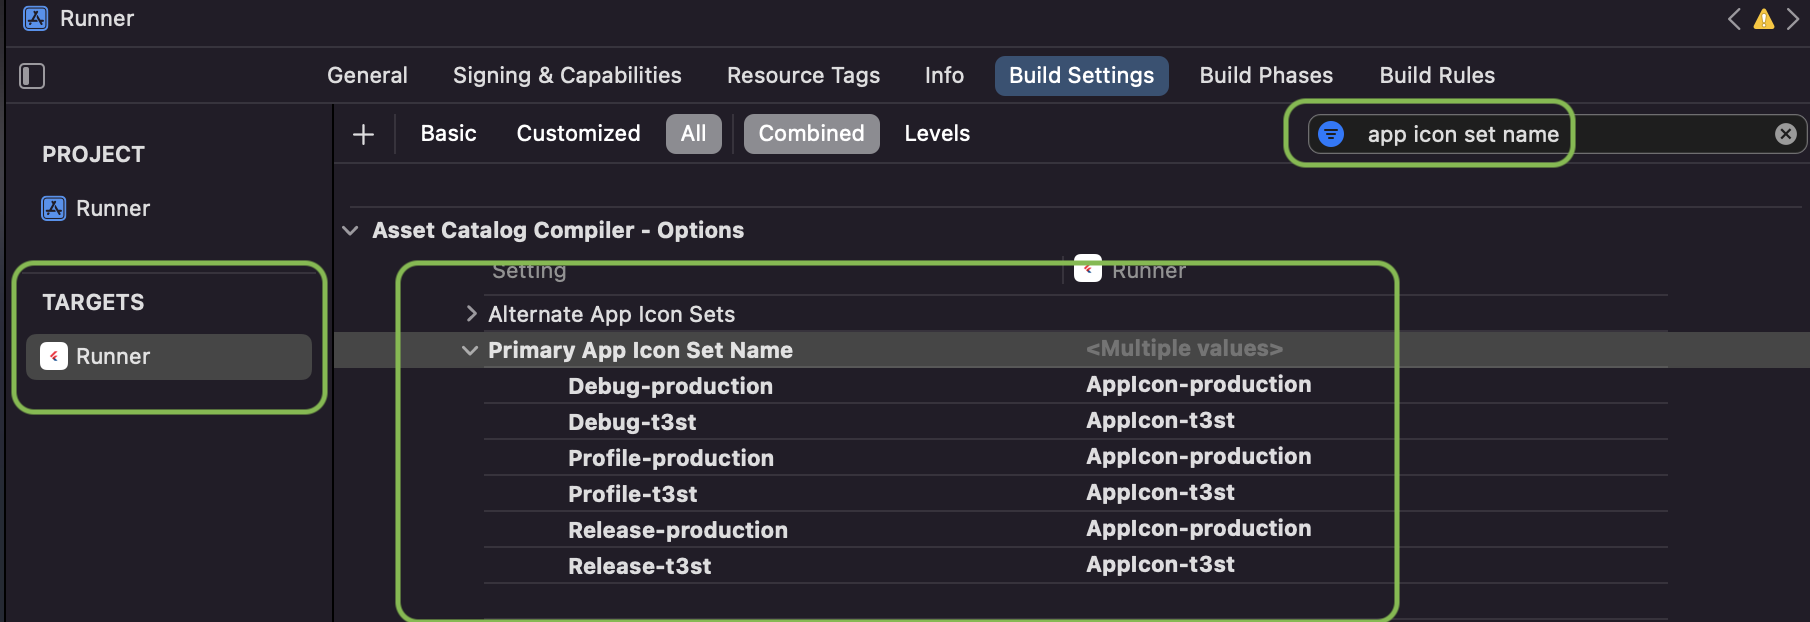 Runner
General Signing & Capabilities Resource Tags Info Build Settings Build Phases Build Rules
PROJECT
Runner
TARGETS
Runner
Basic Customized All Combined Levels app icon set name
Asset Catalog Compiler - Options
Setting Runner
Alternate App Icon Sets
Primary App Icon Set Name <Multiple values>
Debug-production AppIcon-production
Debug-t3st AppIcon-t3st
Profile-production AppIcon-production
Profile-t3st AppIcon-t3st
Release-production AppIcon-production
Release-t3st AppIcon-t3st